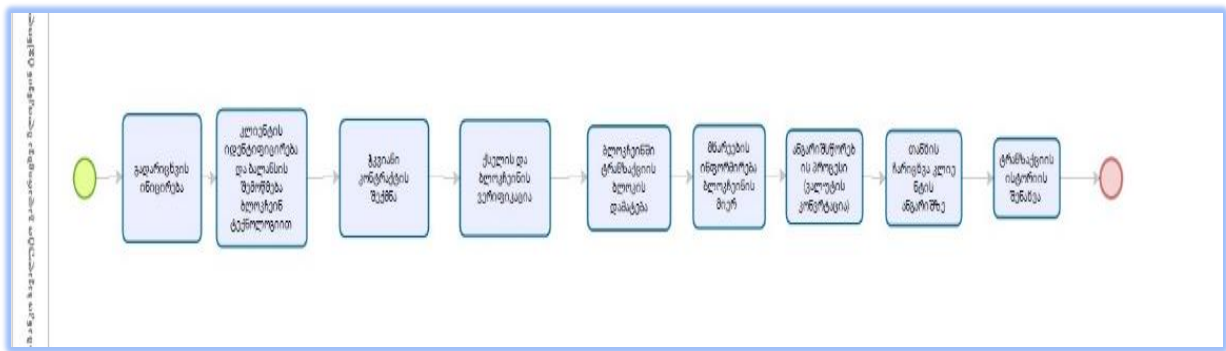 გადარიცხვის
ინიცირება
კლიენტის
იდენტიფიცირება
და ბალანსის
შემოწმება
ბლოკჩეინ
ტექნოლოგიით
ჭკვიანი
კონტრაქტის
შექმნა
ქსელის და
ბლოკჩეინის
ვერიფიკაცია
ბლოკჩეინში
ტრანზაქციის
ბლოკის
დამატება
მხარეების
ინფორმირება
ბლოკჩეინის
მიერ
ანგარიშსწორებ
ის პროცესი
(ვალუტის
კონვერტაცია)
თანხის
ჩარიცხვა კლიე
ნტის
ანგარიშზე
ტრანზაქციის
ისტორიის
შენახვა